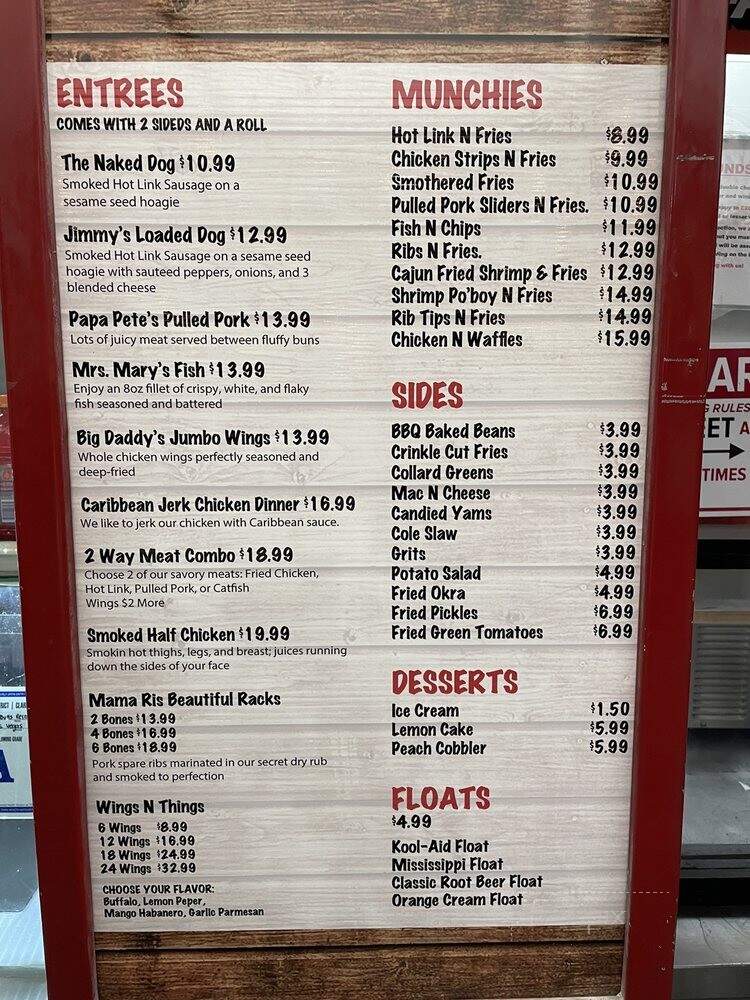 ENTREES
COMES WITH 2 SIDEDS AND A ROLL
The Naked Dog $10.99
Smoked Hot Link Sausage on a
sesame seed hoagie
Jimmy's Loaded Dog $12.99
Smoked Hot Link Sausage on a sesame seed
hoagie with sauteed peppers, onions, and 3
blended cheese
Papa Pete's Pulled Pork $13.99
Lots of juicy meat served between fluffy buns
Mrs. Mary's Fish $13.99
Enjoy an 8oz fillet of crispy, white, and flaky
fish seasoned and battered
Big Daddy's Jumbo Wings $13.99
Whole chicken wings perfectly seasoned and
deep-fried
Caribbean Jerk Chicken Dinner $16.99
We like to jerk our chicken with Caribbean sauce.
2 Way Meat Combo $18.99
Choose 2 of our savory meats: Fried Chicken,
Hot Link, Pulled Pork, or Catfish
Wings $2 More
Smoked Half Chicken $19.99
Smokin hot thighs, legs, and breast; juices running
down the sides of your face
Mama Ris Beautiful Racks
2 Bones $13.99
4 Bones $16.99
6 Bones $18.99
Pork spare ribs marinated in our secret dry rub
and smoked to perfection
Wings N Things
6 Wings $8.99
12 Wings $16.99
18 Wings $24.99
24 Wings $32.99
CHOOSE YOUR FLAVOR:
Buffalo, Lemon Peper,
Mango Habanero, Garlic Parmesan
MUNCHIES
Hot Link N Fries $8.99
Chicken Strips N Fries $9.99
Smothered Fries $10.99
Pulled Pork Sliders N Fries. $10.99
Fish N Chips $11.99
Ribs N Fries. $12.99
Cajun Fried Shrimp & Fries $12.99
Shrimp Po'boy N Fries $14.99
Rib Tips N Fries $14.99
Chicken N Waffles $15.99
SIDES
BBQ Baked Beans $3.99
Crinkle Cut Fries $3.99
Collard Greens $3.99
Mac N Cheese $3.99
Candied Yams $3.99
Cole Slaw $3.99
Grits $3.99
Potato Salad $4.99
Fried Okra $4.99
Fried Pickles $6.99
Fried Green Tomatoes $6.99
DESSERTS
Ice Cream $1.50
Lemon Cake $5.99
Peach Cobbler $5.99
FLOATS
$4.99
Kool-Aid Float
Mississippi Float
Classic Root Beer Float
Orange Cream Float
AR
RULES
EET A
TIMES